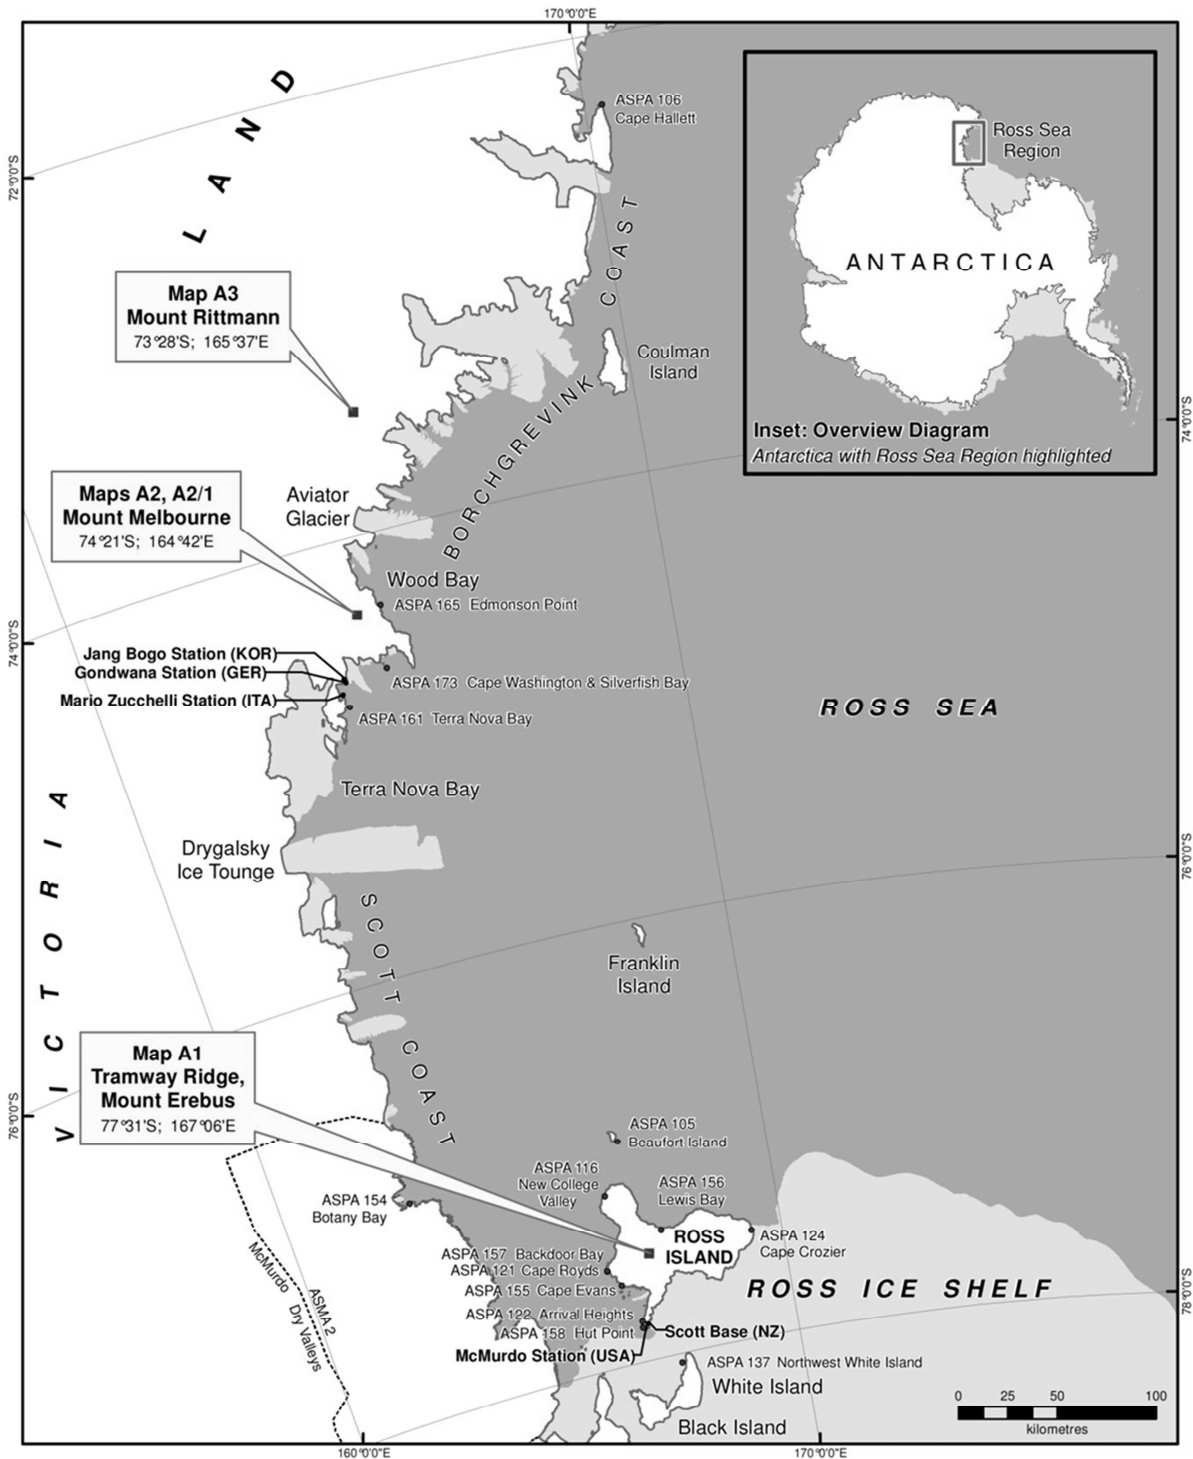 170°0'0"E
LAND
72°0'0"S
ASPA 106
Cape Hallett
Ross Sea
Region
ANTARCTICA
Inset: Overview Diagram
Antarctica with Ross Sea Region highlighted
COAST
Map A3
Mount Rittmann
73°28'S; 165°37'E
Coulman
Island
BORCHGREVINK
74°0'0"S
Maps A2, A2/1
Mount Melbourne
74°21'S; 164°42'E
Aviator
Glacier
Wood Bay
ASPA 165 Edmonson Point
74°0'0"S
Jang Bogo Station (KOR)
Gondwana Station (GER)
Mario Zucchelli Station (ITA)
ASPA 173 Cape Washington & Silverfish Bay
ASPA 161 Terra Nova Bay
ROSS SEA
Terra Nova Bay
VICTORIA
Drygalsky
Ice Tounge
76°0'0"S
SCOTT
COAST
Franklin
Island
Map A1
Tramway Ridge,
Mount Erebus
77°31'S; 167°06'E
76°0'0"S
ASPA 105
Beaufort Island
ASPA 116
New College
Valley
ASPA 156
Lewis Bay
ASPA 154
Botany Bay
ROSS
ISLAND
ASPA 124
Cape Crozier
ASPA 157 Backdoor Bay
ASPA 121 Cape Royds
ASPA 155 Cape Evans
ROSS ICE SHELF
78°0'0"S
ASMA 2
McMurdo Dry Valleys
ASPA 122 Arrival Heights
ASPA 158 Hut Point
Scott Base (NZ)
McMurdo Station (USA)
ASPA 137 Northwest White Island
White Island
Black Island
0 25 50 100
kilometres
160°0'0"E
170°0'0"E